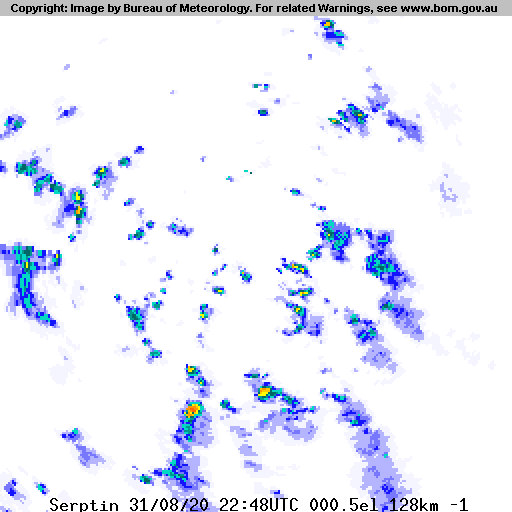 Copyright: Image by Bureau of Meteorology. For related Warnings, see www.bom.gov.au
Serptin 31/08/20 22:48UTC 000.5el,128km -1